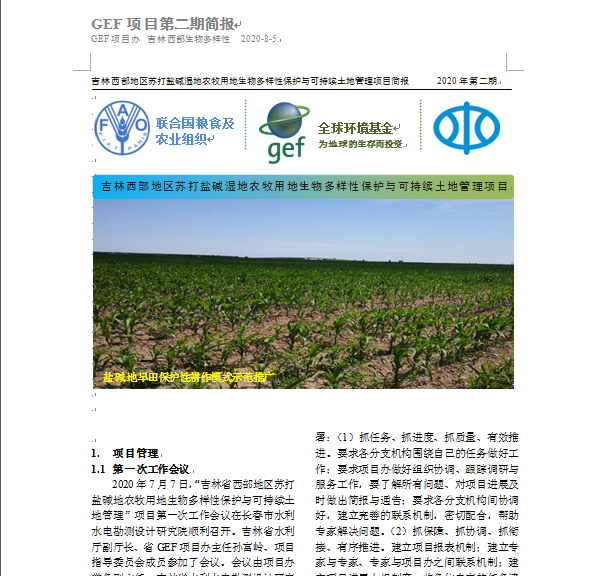 GEF 项目第二期简报
GEF 项目办 吉林西部生物多样性 2020-8-5.
吉林西部地区苏打盐碱湿地农牧用地生物多样性保护与可持续土地管理项目简报 2020 年第二期
FAO
FIAT PANIS
联合国粮食及
农业组织
gef
全球环境基金
为地球的生存而投资
吉林西部地区苏打盐碱湿地农牧用地生物多样性保护与可持续土地管理项目
盐碱地旱田保护性耕作模式示范推广
1. 项目管理
1.1 第一次工作会议
2020 年 7 月 7 日，“吉林省西部地区苏打
盐碱地农牧用地生物多样性保护与可持续土
地管理”项目第一次工作会议在长春市水利
水电勘测设计研究院顺利召开。吉林省水利
厅副厅长、省 GEF 项目办主任孙富岭、项目
指导委员会成员参加了会议。会议由项目办
署：（1）抓任务、抓进度、抓质量、有效推
进。要求各分支机构围绕自己的任务做好工
作；要求项目办做好组织协调、跟踪调研与
服务工作，要了解所有问题、对项目进展及
时做出简报与通告；要求各分支机构间协调
好，建立完善的联系机制，密切配合，帮助
专家解决问题。（2）抓保障、抓协调、抓衔
接、有序推进。建立项目报表机制；建立专
家与专家、专家与项目办之间联系机制；建